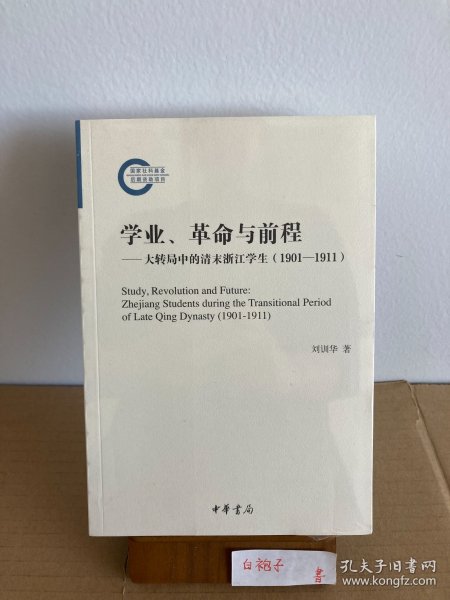 国家社科基金
后期资助项目
学业、革命与前程
——大转局中的清末浙江学生（1901—1911）
Study, Revolution and Future:
Zhejiang Students during the Transitional Period
of Late Qing Dynasty (1901-1911)
刘训华 著
中華書局
白袍子 書
孔夫子旧书网
www.kongfz.com